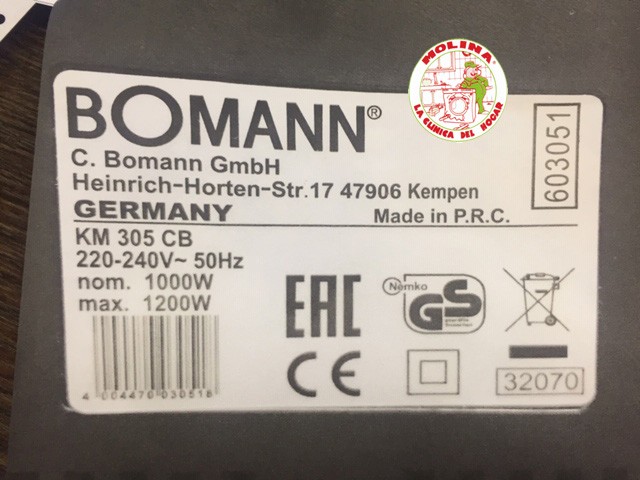 BOMANN®
C. Bomann GmbH
Heinrich-Horten-Str.17 47906 Kempen
GERMANY Made in P.R.C.
KM 305 CB
220-240V~ 50Hz
nom. 1000W
max. 1200W
4 004470 030518
EAC
CE
Nemko
GS
32070
603051
MOLINA
LA CLINICA DEL HOGAR